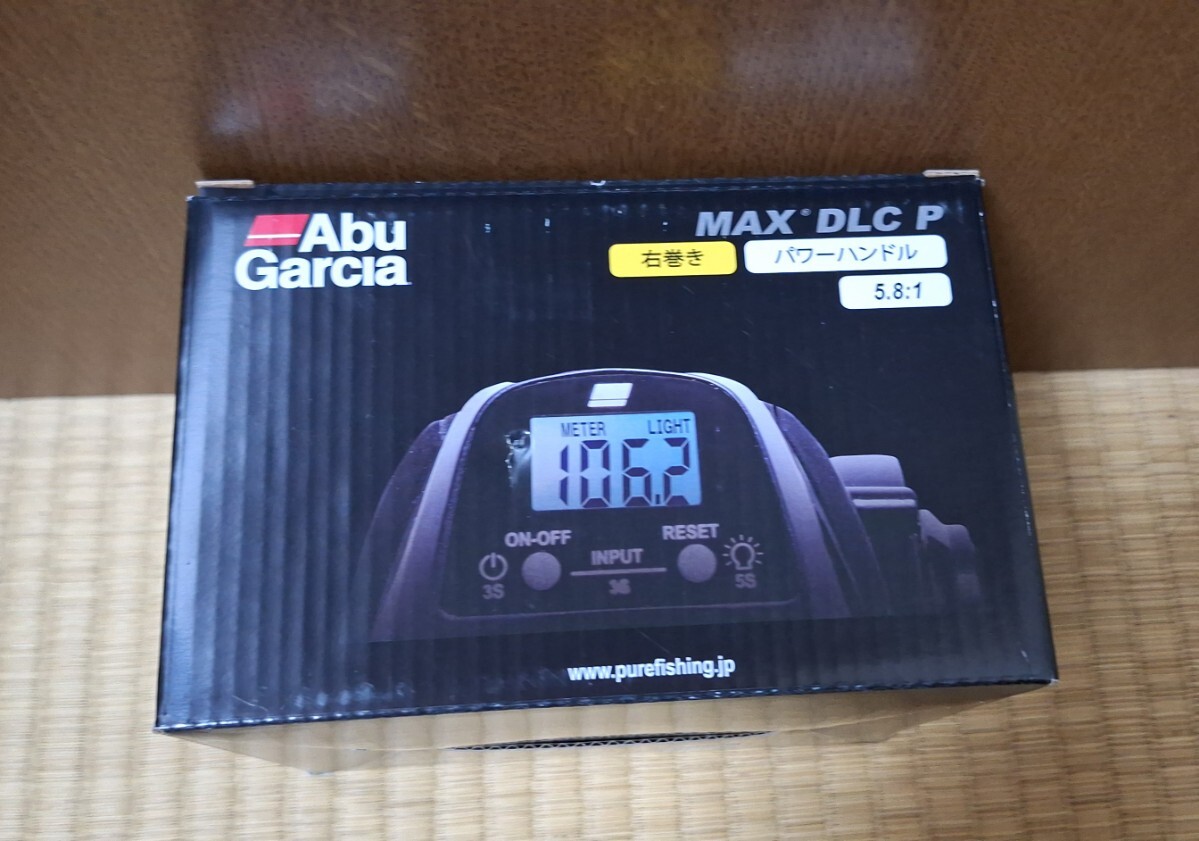 Abu
Garcia
MAX® DLC P
右巻き パワーハンドル
5.8:1
METER LIGHT
106.2
ON-OFF RESET
INPUT
3S 3S 5S
www.purefishing.jp